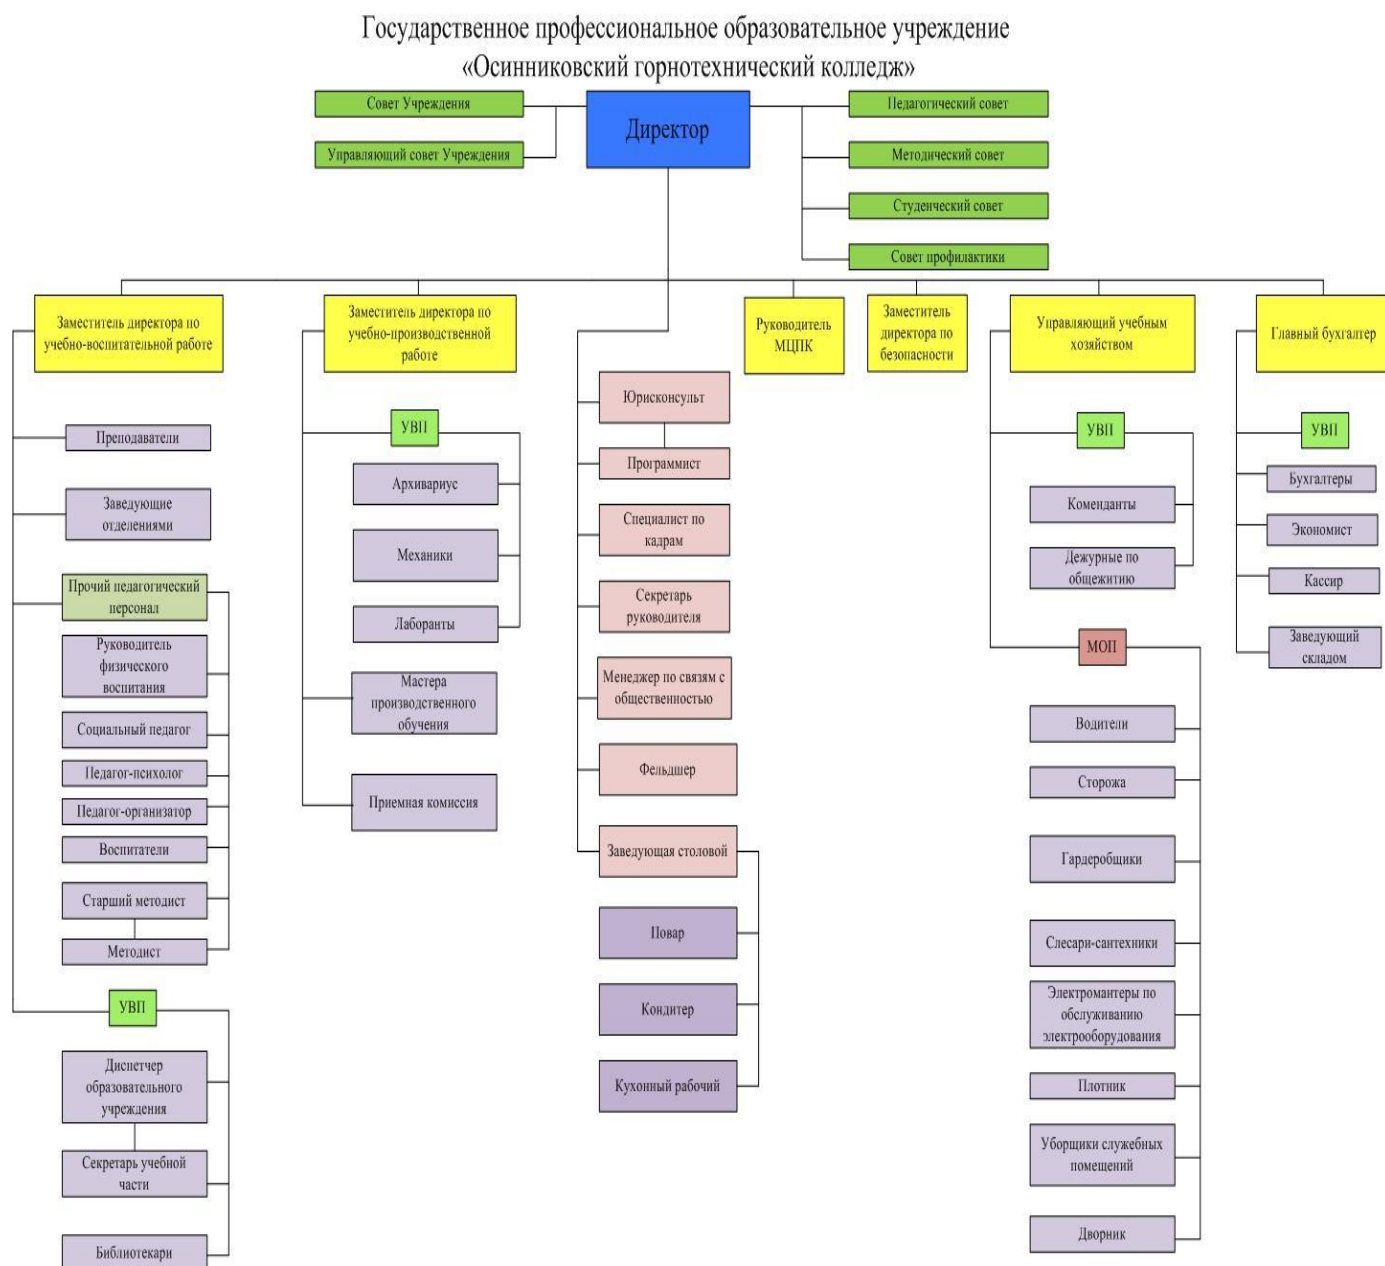 Государственное профессиональное образовательное учреждение
«Осинниковский горнотехнический колледж»
Совет Учреждения
Управляющий совет Учреждения
Директор
Педагогический совет
Методический совет
Студенческий совет
Совет профилактики
Заместитель директора по
учебно-воспитательной работе
Преподаватели
Заведующие
отделениями
Прочий педагогический
персонал
Руководитель
физического
воспитания
Социальный педагог
Педагог-психолог
Педагог-организатор
Воспитатели
Старший методист
Методист
УВП
Диспетчер
образовательного
учреждения
Секретарь учебной
части
Библиотекари
Заместитель директора по
учебно-производственной
работе
УВП
Архивариус
Механики
Лаборанты
Мастера
производственного
обучения
Приемная комиссия
Юрисконсульт
Программист
Специалист по
кадрам
Секретарь
руководителя
Менеджер по связям с
общественностью
Фельдшер
Заведующая столовой
Повар
Кондитер
Кухонный рабочий
Руководитель
МЦПК
Заместитель
директора по
безопасности
Управляющий учебным
хозяйством
УВП
Коменданты
Дежурные по
общежитию
МОП
Водители
Сторожа
Гардеробщики
Слесари-сантехники
Электромантеры по
обслуживанию
электрооборудования
Плотник
Уборщики служебных
помещений
Дворник
Главный бухгалтер
УВП
Бухгалтеры
Экономист
Кассир
Заведующий
складом